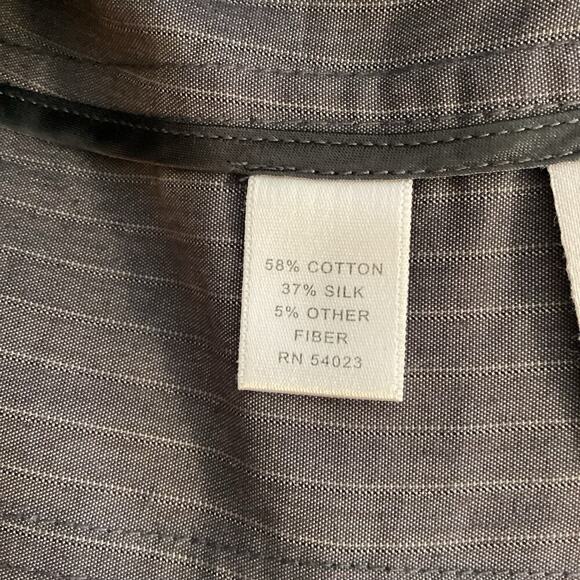 58% COTTON
37% SILK
5% OTHER
FIBER
RN 54023